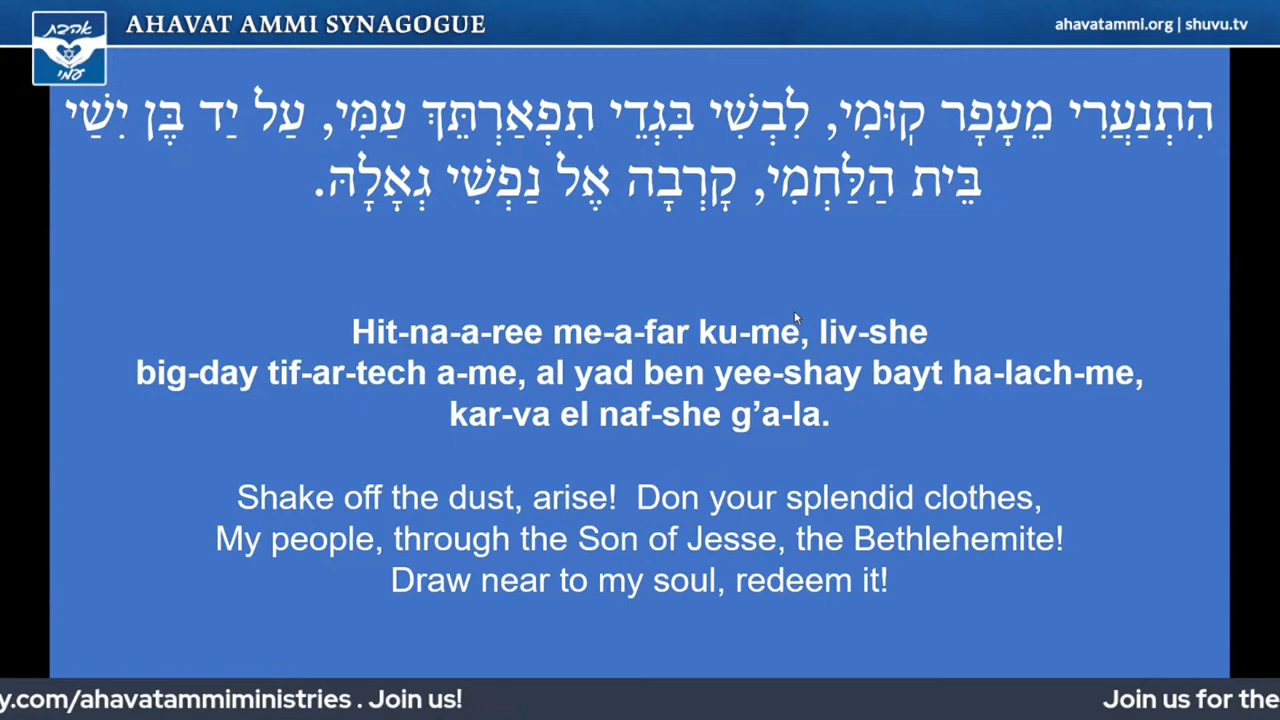 אהבת
עמי
AHAVAT AMMI SYNAGOGUE
ahavatammi.org | shuvu.tv
הִתְנַעֲרִי מֵעָפָר קוּמִי, לִבְשִׁי בִּגְדֵי תִפְאַרְתֵּךְ עַמִּי, עַל יַד בֶּן יִשַׁי
בֵּית הַלַּחְמִי, קָרְבָה אֶל נַפְשִׁי גְאָלָהּ.
Hit-na-a-ree me-a-far ku-me, liv-she
big-day tif-ar-tech a-me, al yad ben yee-shay bayt ha-lach-me,
kar-va el naf-she g’a-la.
Shake off the dust, arise!  Don your splendid clothes,
My people, through the Son of Jesse, the Bethlehemite!
Draw near to my soul, redeem it!
y.com/ahavatammiministries . Join us!
Join us for the